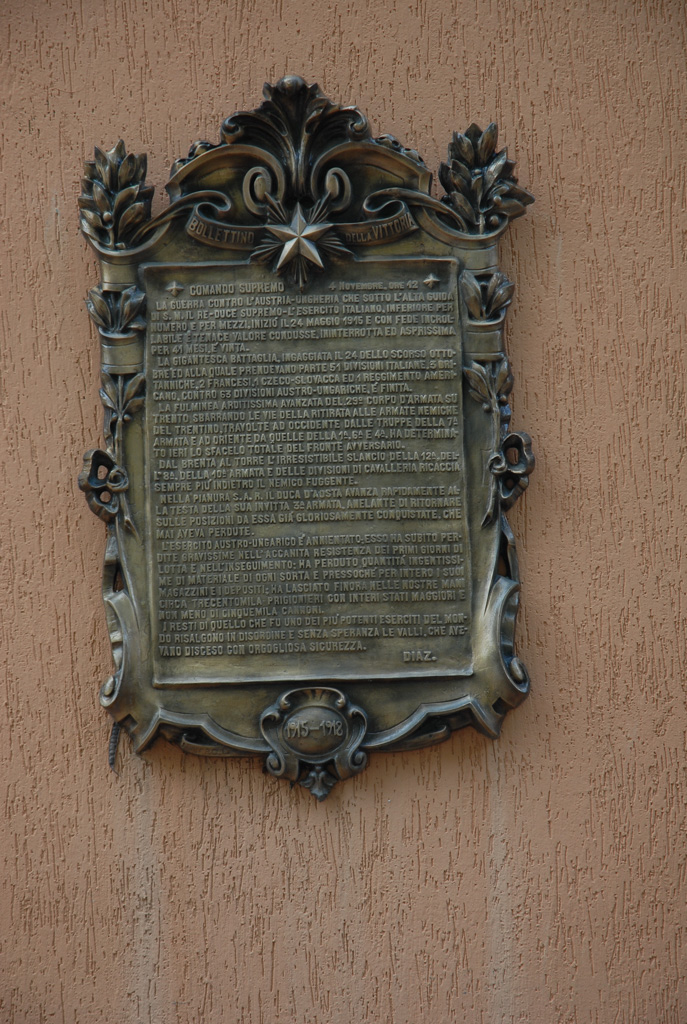 BOLLETTINO DELLA VITTORIA
COMANDO SUPREMO 4 NOVEMBRE, ORE 12
LA GUERRA CONTRO L'AUSTRIA-UNGHERIA CHE SOTTO L'ALTA GUIDA
DI S.M. IL RE-DUCE SUPREMO-L'ESERCITO ITALIANO, INFERIORE PER
NUMERO E PER MEZZI, INIZIÒ IL 24 MAGGIO 1915 E CON FEDE INCROL
LABILE E TENACE VALORE CONDUSSE, ININTERROTTA ED ASPRISSIMA
PER 41 MESI, È VINTA.
LA GIGANTESCA BATTAGLIA, INGAGGIATA IL 24 DELLO SCORSO OTTO-
BRE ED ALLA QUALE PRENDEVANO PARTE 51 DIVISIONI ITALIANE, 3 BRI-
TANNICHE, 2 FRANCESI, 1 CZECO-SLOVACCA ED 1 REGGIMENTO AMERI-
CANO, CONTRO 63 DIVISIONI AUSTRO-UNGARICHE, È FINITA.
LA FULMINEA ARDITISSIMA AVANZATA DEL 29° CORPO D'ARMATA SU
TRENTO, SBARRANDO LE VIE DELLA RITIRATA ALLE ARMATE NEMICHE
DEL TRENTINO, TRAVOLTE AD OCCIDENTE DALLE TRUPPE DELLA 7ª
ARMATA E AD ORIENTE DA QUELLE DELLA 1ª, 6ª E 4ª, HA DETERMINA-
TO IERI LO SFACELO TOTALE DEL FRONTE AVVERSARIO.
DAL BRENTA AL TORRE L'IRRESISTIBILE SLANCIO DELLA 12ª, DEL-
L'8ª, DELLA 10ª ARMATA E DELLE DIVISIONI DI CAVALLERIA RICACCIA
SEMPRE PIÙ INDIETRO IL NEMICO FUGGENTE.
NELLA PIANURA S.A.R. IL DUCA D'AOSTA AVANZA RAPIDAMENTE AL-
LA TESTA DELLA SUA INVITTA 3ª ARMATA, ANELANTE DI RITORNARE
SULLE POSIZIONI DA ESSA GIÀ GLORIOSAMENTE CONQUISTATE, CHE
MAI AVEVA PERDUTE.
L'ESERCITO AUSTRO-UNGARICO È ANNIENTATO: ESSO HA SUBITO PER-
DITE GRAVISSIME NELL'ACCANITA RESISTENZA DEI PRIMI GIORNI DI
LOTTA E NELL'INSEGUIMENTO; HA PERDUTO QUANTITÀ INGENTISSI-
ME DI MATERIALE DI OGNI SORTA E PRESSOCHÈ PER INTERO I SUOI
MAGAZZINI E I DEPOSITI; HA LASCIATO FINORA NELLE NOSTRE MANI
CIRCA TRECENTOMILA PRIGIONIERI CON INTERI STATI MAGGIORI E
NON MENO DI CINQUEMILA CANNONI.
I RESTI DI QUELLO CHE FU UNO DEI PIÙ POTENTI ESERCITI DEL MON-
DO RISALGONO IN DISORDINE E SENZA SPERANZA LE VALLI, CHE AVE-
VANO DISCESO CON ORGOGLIOSA SICUREZZA.
DIAZ.
1915-1918